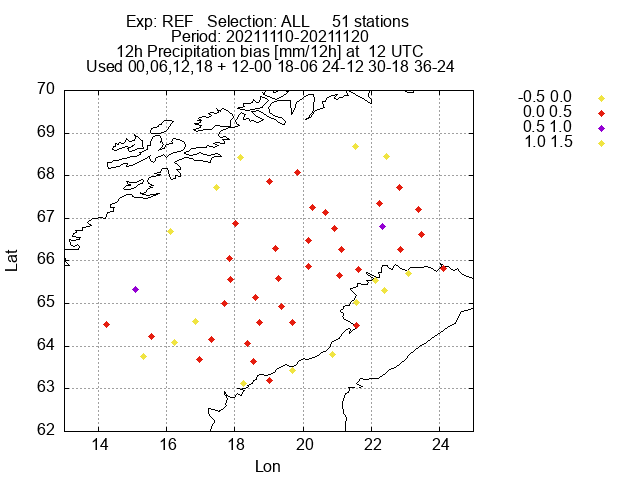 Exp: REF   Selection: ALL     51 stations
Period: 20211110-20211120
12h Precipitation bias [mm/12h] at  12 UTC
Used 00,06,12,18 + 12-00 18-06 24-12 30-18 36-24
-0.5 0.0
0.0 0.5
0.5 1.0
1.0 1.5
70
69
68
67
66
65
64
63
62
Lat
14 16 18 20 22 24
Lon